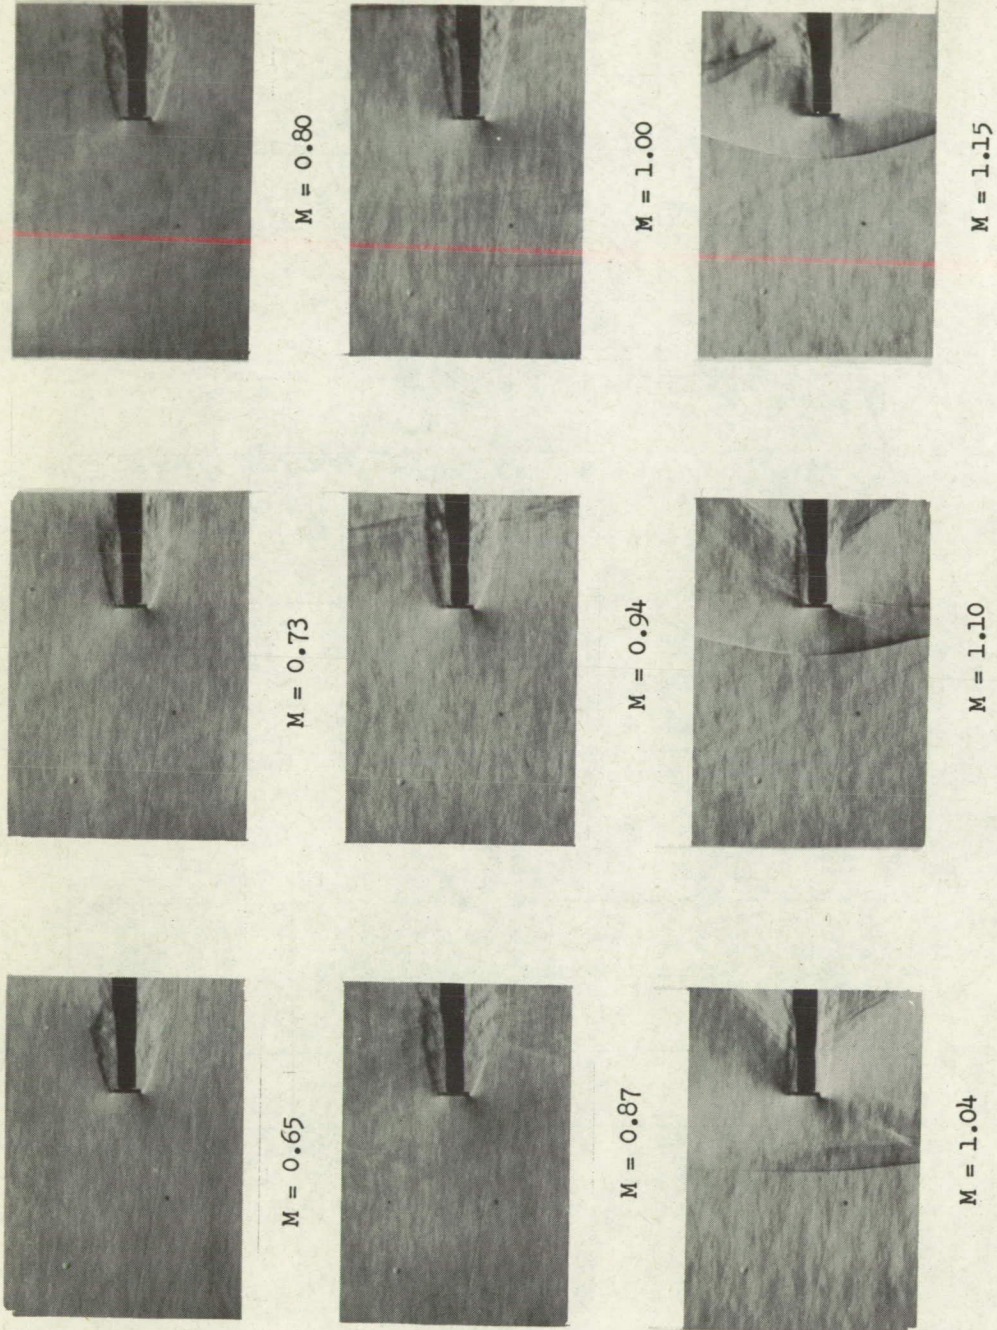 M = 0.65
M = 0.73
M = 0.80
M = 0.87
M = 0.94
M = 1.00
M = 1.04
M = 1.10
M = 1.15